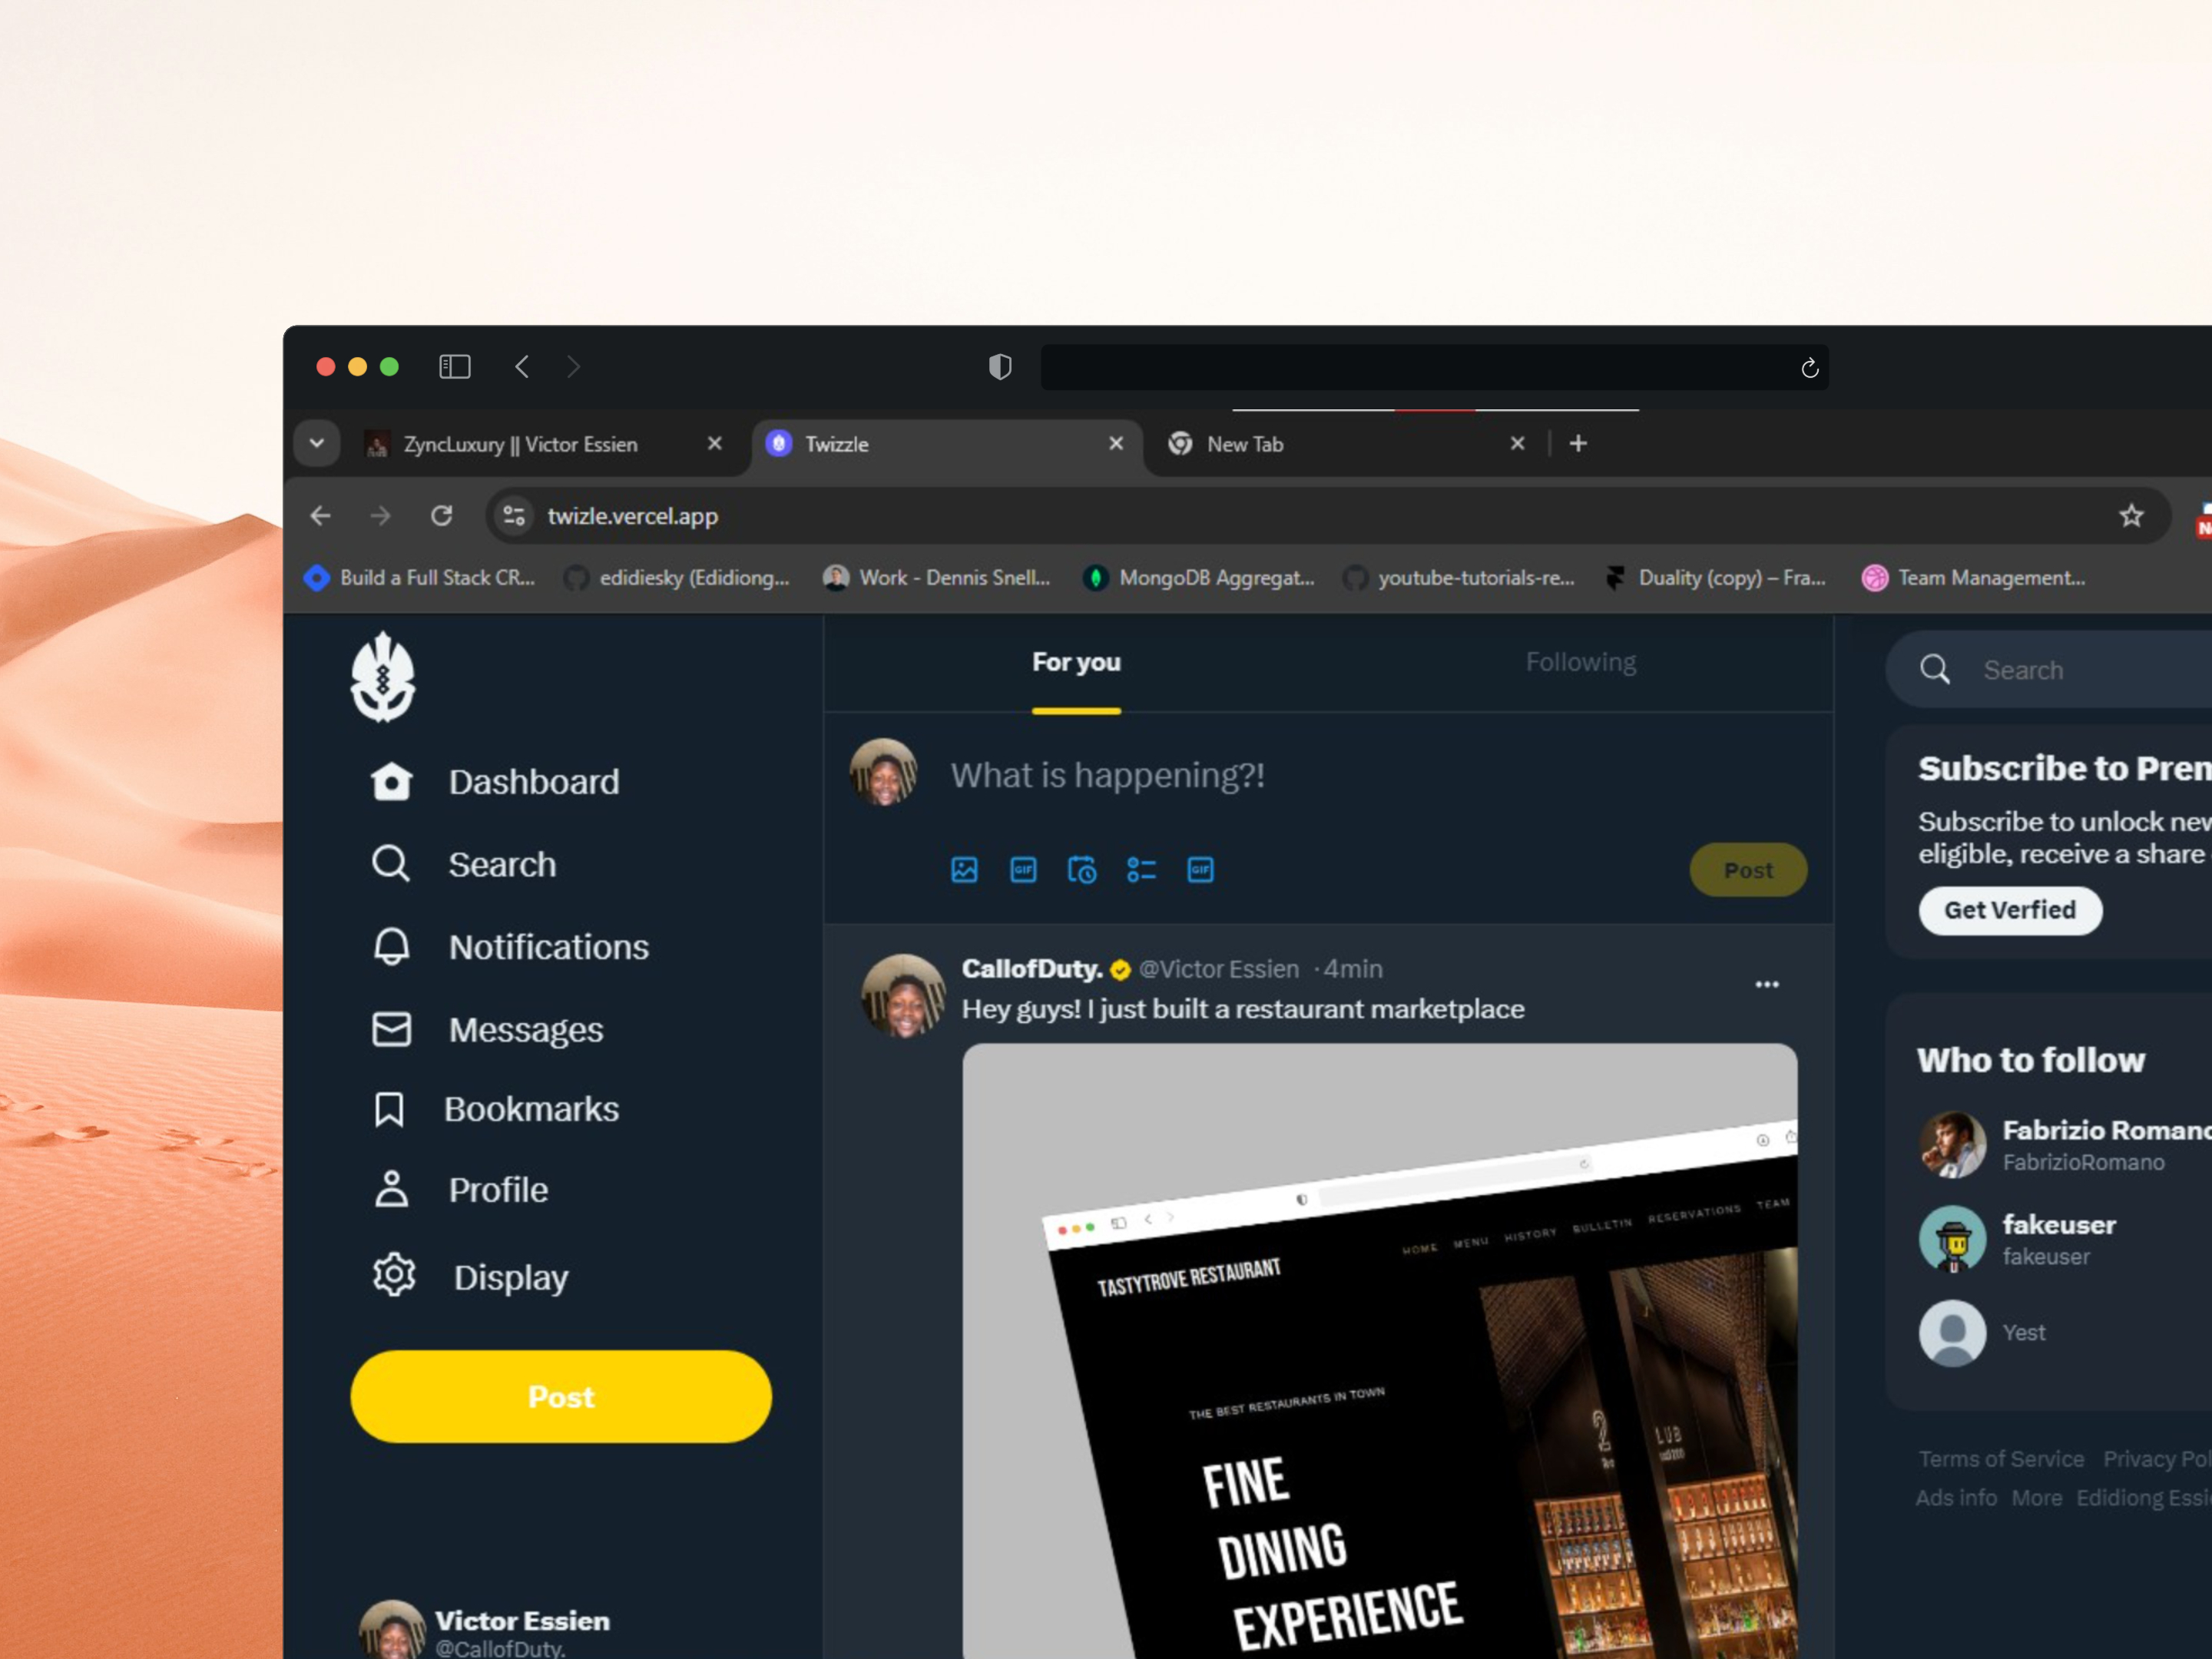 ZyncLuxury || Victor Essien
Twizzle
New Tab
twizle.vercel.app
Build a Full Stack CR...
edidiesky (Edidiong...
Work - Dennis Snell...
MongoDB Aggregat...
youtube-tutorials-re...
Duality (copy) – Fra...
Team Management...
Dashboard
Search
Notifications
Messages
Bookmarks
Profile
Display
Post
Victor Essien
@CallofDuty.
For you
Following
What is happening?!
GIF
GIF
Post
CallofDuty. @Victor Essien · 4min
Hey guys! I just built a restaurant marketplace
TASTYTROVE RESTAURANT
HOME MENU HISTORY BULLETIN RESERVATIONS TEAM
THE BEST RESTAURANTS IN TOWN
FINE
DINING
EXPERIENCE
Search
Subscribe to Prem
Subscribe to unlock new
eligible, receive a share
Get Verfied
Who to follow
Fabrizio Romano
FabrizioRomano
fakeuser
fakeuser
Yest
Terms of Service Privacy Pol
Ads info More Edidiong Essi